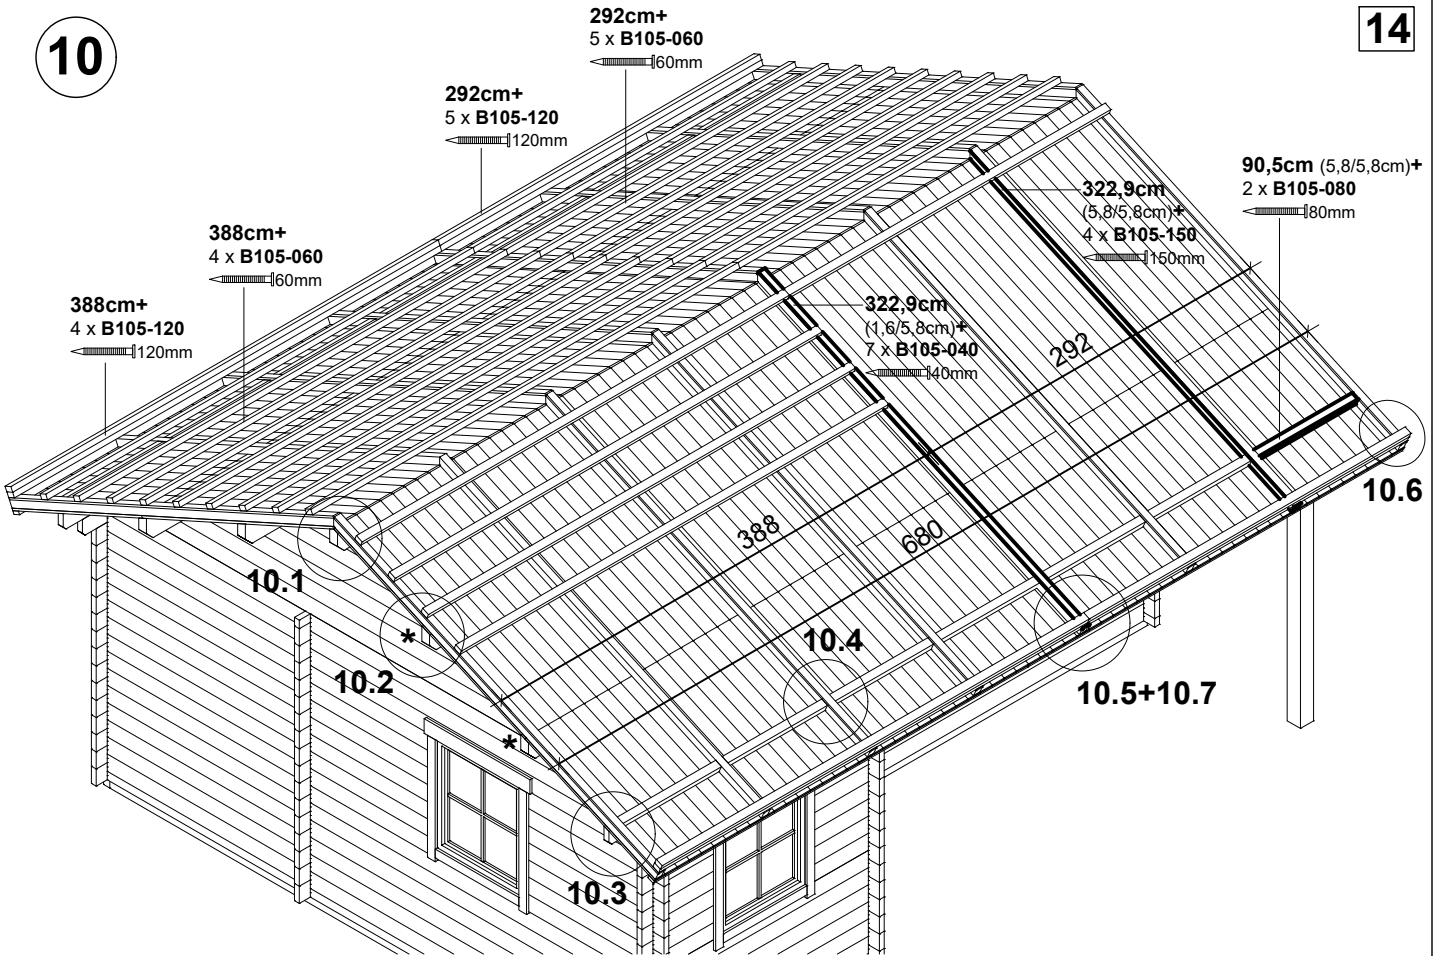 10
14
292cm+
5 x B105-060
60mm
292cm+
5 x B105-120
120mm
90,5cm (5,8/5,8cm)+
2 x B105-080
80mm
322,9cm
(5,8/5,8cm)+
4 x B105-150
150mm
388cm+
4 x B105-060
60mm
388cm+
4 x B105-120
120mm
322,9cm
(1,6/5,8cm)+
7 x B105-040
40mm
292
388
680
10.6
10.1
*
10.2
10.4
10.5+10.7
*
10.3